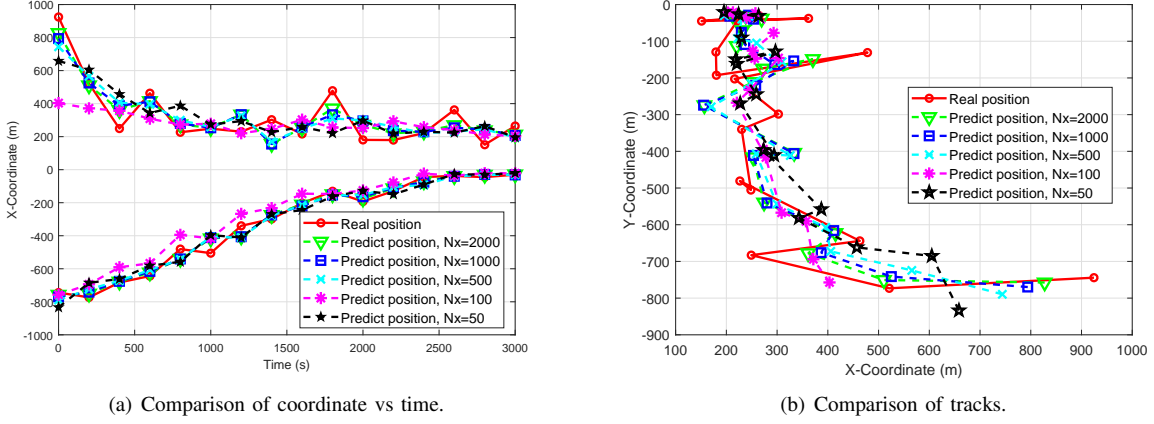 1000
800
600
400
200
0
-200
-400
-600
-800
-1000
X-Coordinate (m)
0 500 1000 1500 2000 2500 3000
Time (s)
Real position
Predict position, Nx=2000
Predict position, Nx=1000
Predict position, Nx=500
Predict position, Nx=100
Predict position, Nx=50
(a) Comparison of coordinate vs time.
0
-100
-200
-300
-400
-500
-600
-700
-800
-900
Y-Coordinate (m)
100 200 300 400 500 600 700 800 900 1000
X-Coordinate (m)
Real position
Predict position, Nx=2000
Predict position, Nx=1000
Predict position, Nx=500
Predict position, Nx=100
Predict position, Nx=50
(b) Comparison of tracks.